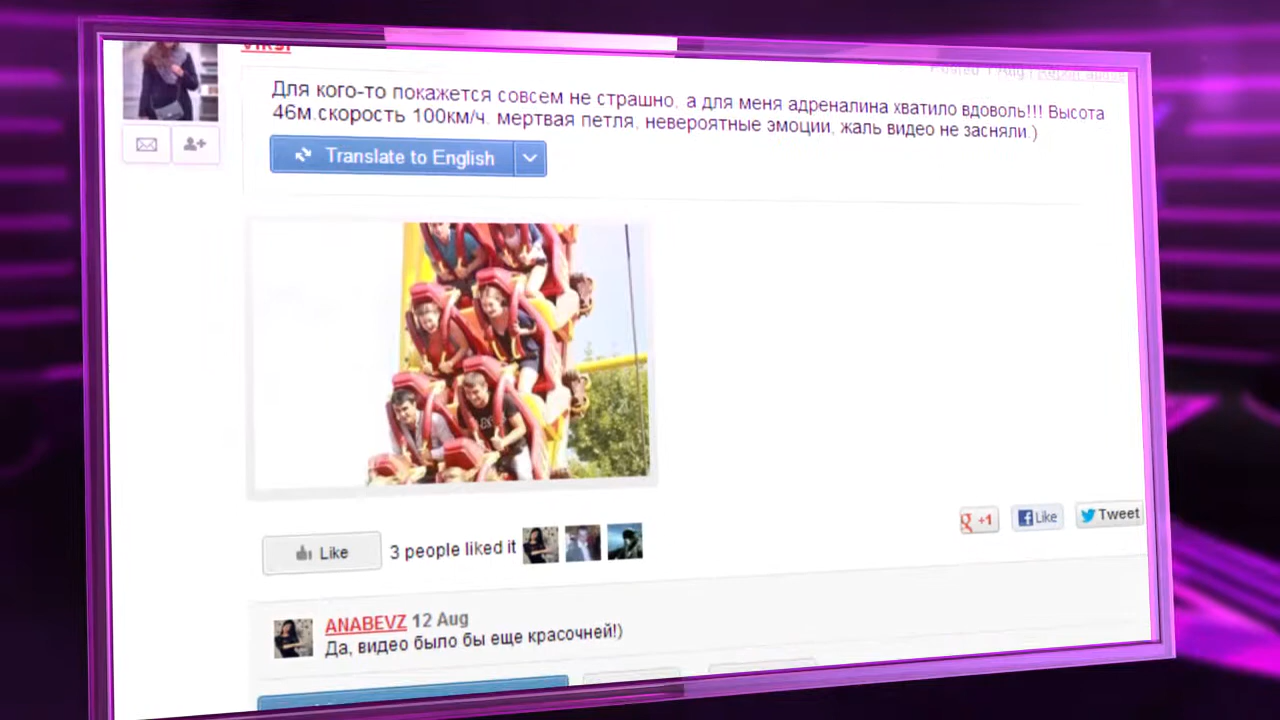 Для кого-то покажется совсем не страшно, а для меня адреналина хватило вдоволь!!! Высота
46м.скорость 100км/ч. мертвая петля, невероятные эмоции, жаль видео не засняли.)
Translate to English
Like
3 people liked it
g +1
Like
Tweet
ANABEVZ 12 Aug
Да, видео было бы еще красочней!)